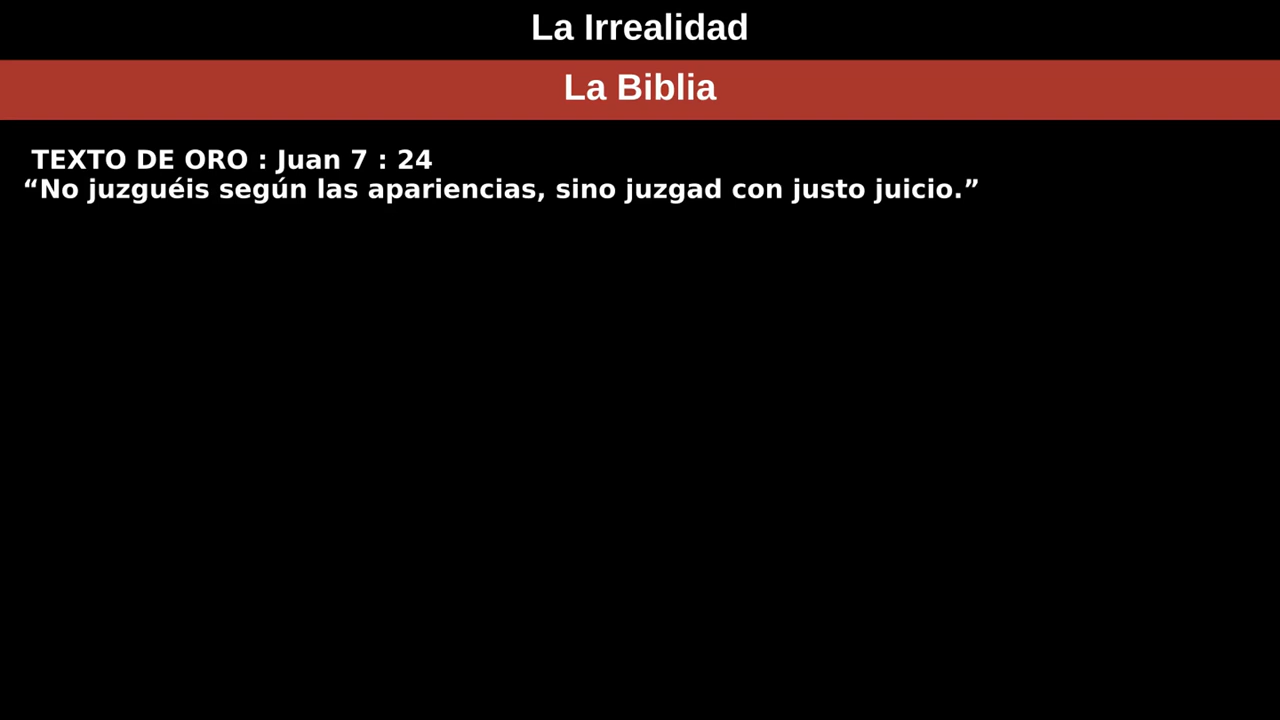 La Irrealidad
La Biblia
TEXTO DE ORO : Juan 7 : 24
“No juzguéis según las apariencias, sino juzgad con justo juicio.”